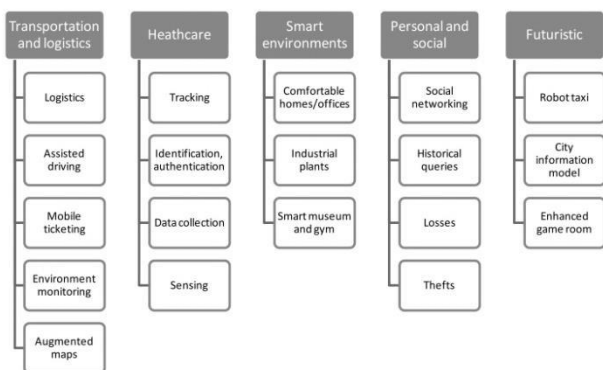 Transportation
and logistics
Logistics
Assisted
driving
Mobile
ticketing
Environment
monitoring
Augmented
maps
Heathcare
Tracking
Identification,
authentication
Data collection
Sensing
Smart
environments
Comfortable
homes/offices
Industrial
plants
Smart museum
and gym
Personal and
social
Social
networking
Historical
queries
Losses
Thefts
Futuristic
Robot taxi
City
information
model
Enhanced
game room